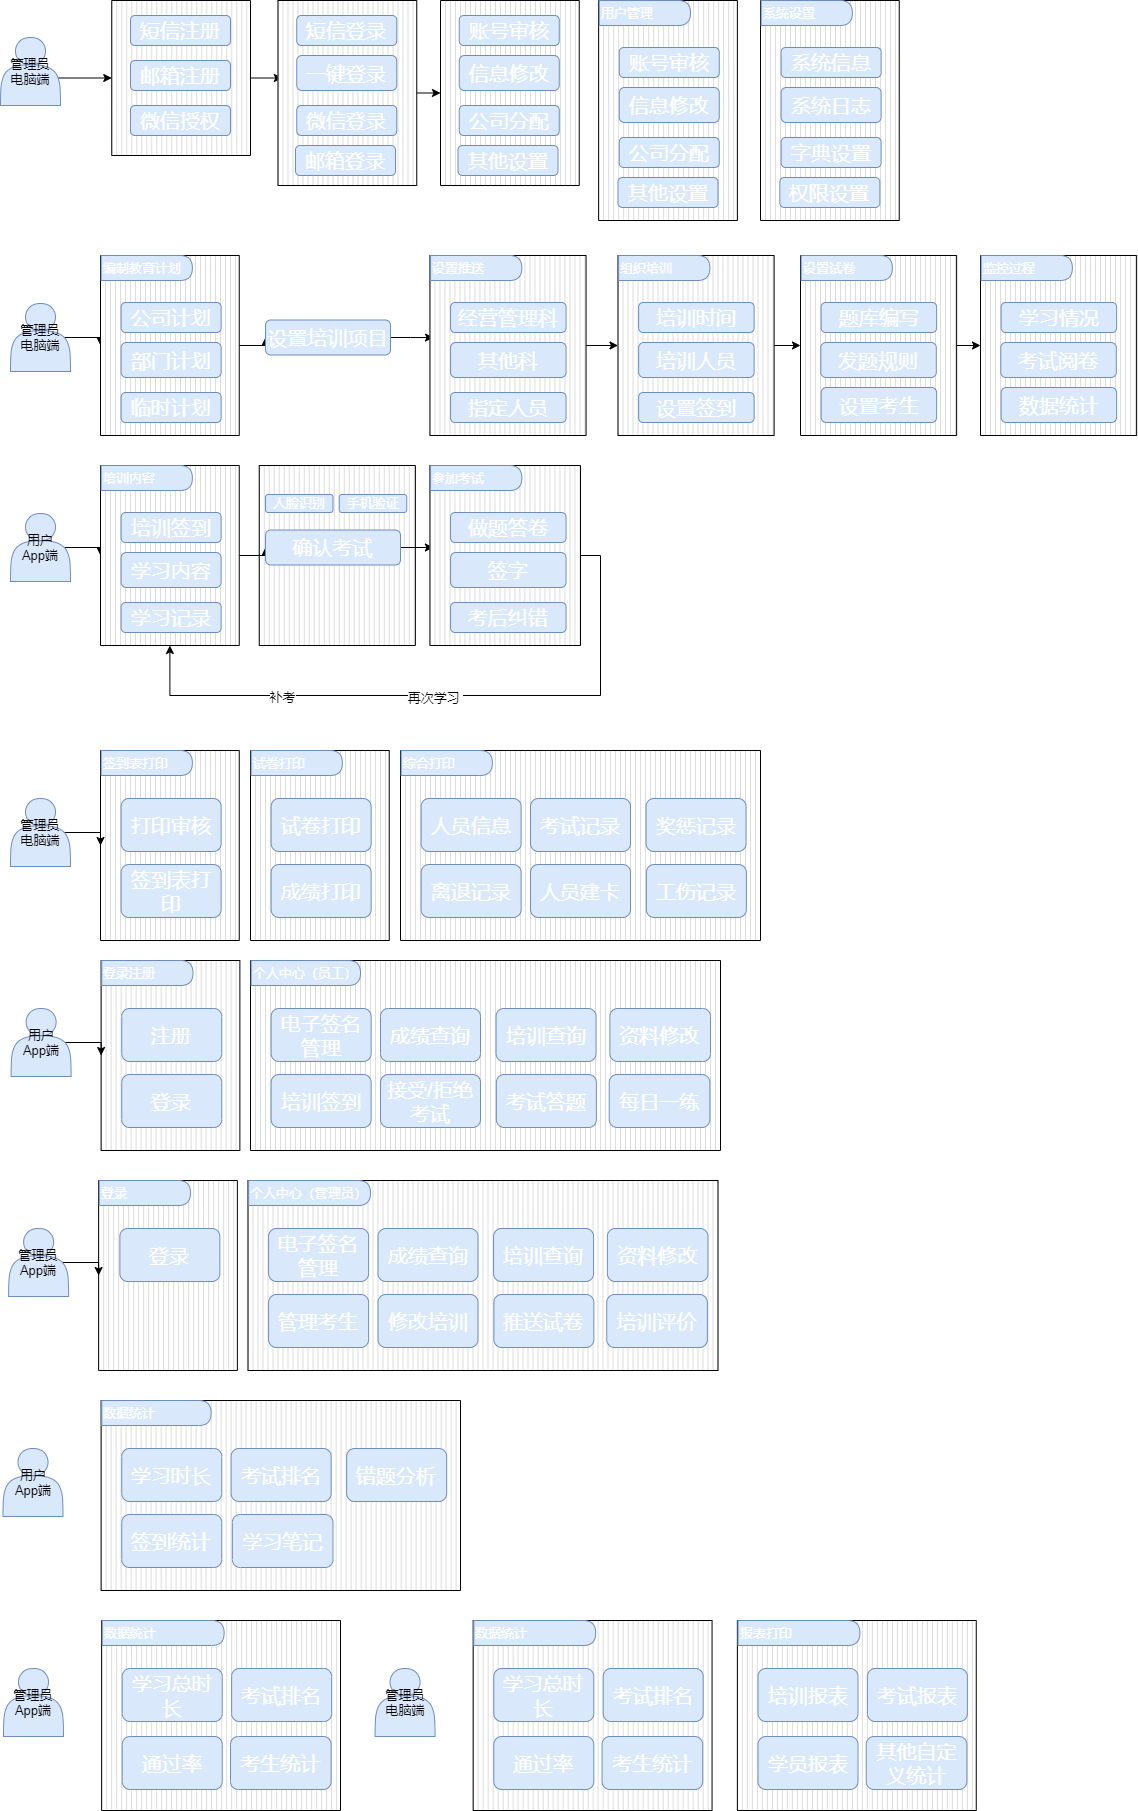 管理员
电脑端
短信注册
邮箱注册
微信授权
短信登录
一键登录
微信登录
邮箱登录
账号审核
信息修改
公司分配
其他设置
用户管理
账号审核
信息修改
公司分配
其他设置
系统设置
系统信息
系统日志
字典设置
权限设置
管理员
电脑端
编制教育计划
公司计划
部门计划
临时计划
设置培训项目
设置推送
经营管理科
其他科
指定人员
组织培训
培训时间
培训人员
设置签到
设置试卷
题库编写
发题规则
设置考生
监控过程
学习情况
考试阅卷
数据统计
用户
App端
培训内容
培训签到
学习内容
学习记录
人脸识别
手机验证
确认考试
参加考试
做题答卷
签字
考后纠错
补考
再次学习
管理员
电脑端
签到表打印
打印审核
签到表打
印
试卷打印
试卷打印
成绩打印
综合打印
人员信息
考试记录
奖惩记录
离退记录
人员建卡
工伤记录
用户
App端
登录注册
注册
登录
个人中心（员工）
电子签名
管理
成绩查询
培训查询
资料修改
培训签到
接受/拒绝
考试
考试答题
每日一练
管理员
App端
登录
登录
个人中心（管理员）
电子签名
管理
成绩查询
培训查询
资料修改
管理考生
修改培训
推送试卷
培训评价
用户
App端
数据统计
学习时长
考试排名
错题分析
签到统计
学习笔记
管理员
App端
数据统计
学习总时
长
考试排名
通过率
考生统计
管理员
电脑端
数据统计
学习总时
长
考试排名
通过率
考生统计
报表打印
培训报表
考试报表
学员报表
其他自定
义统计